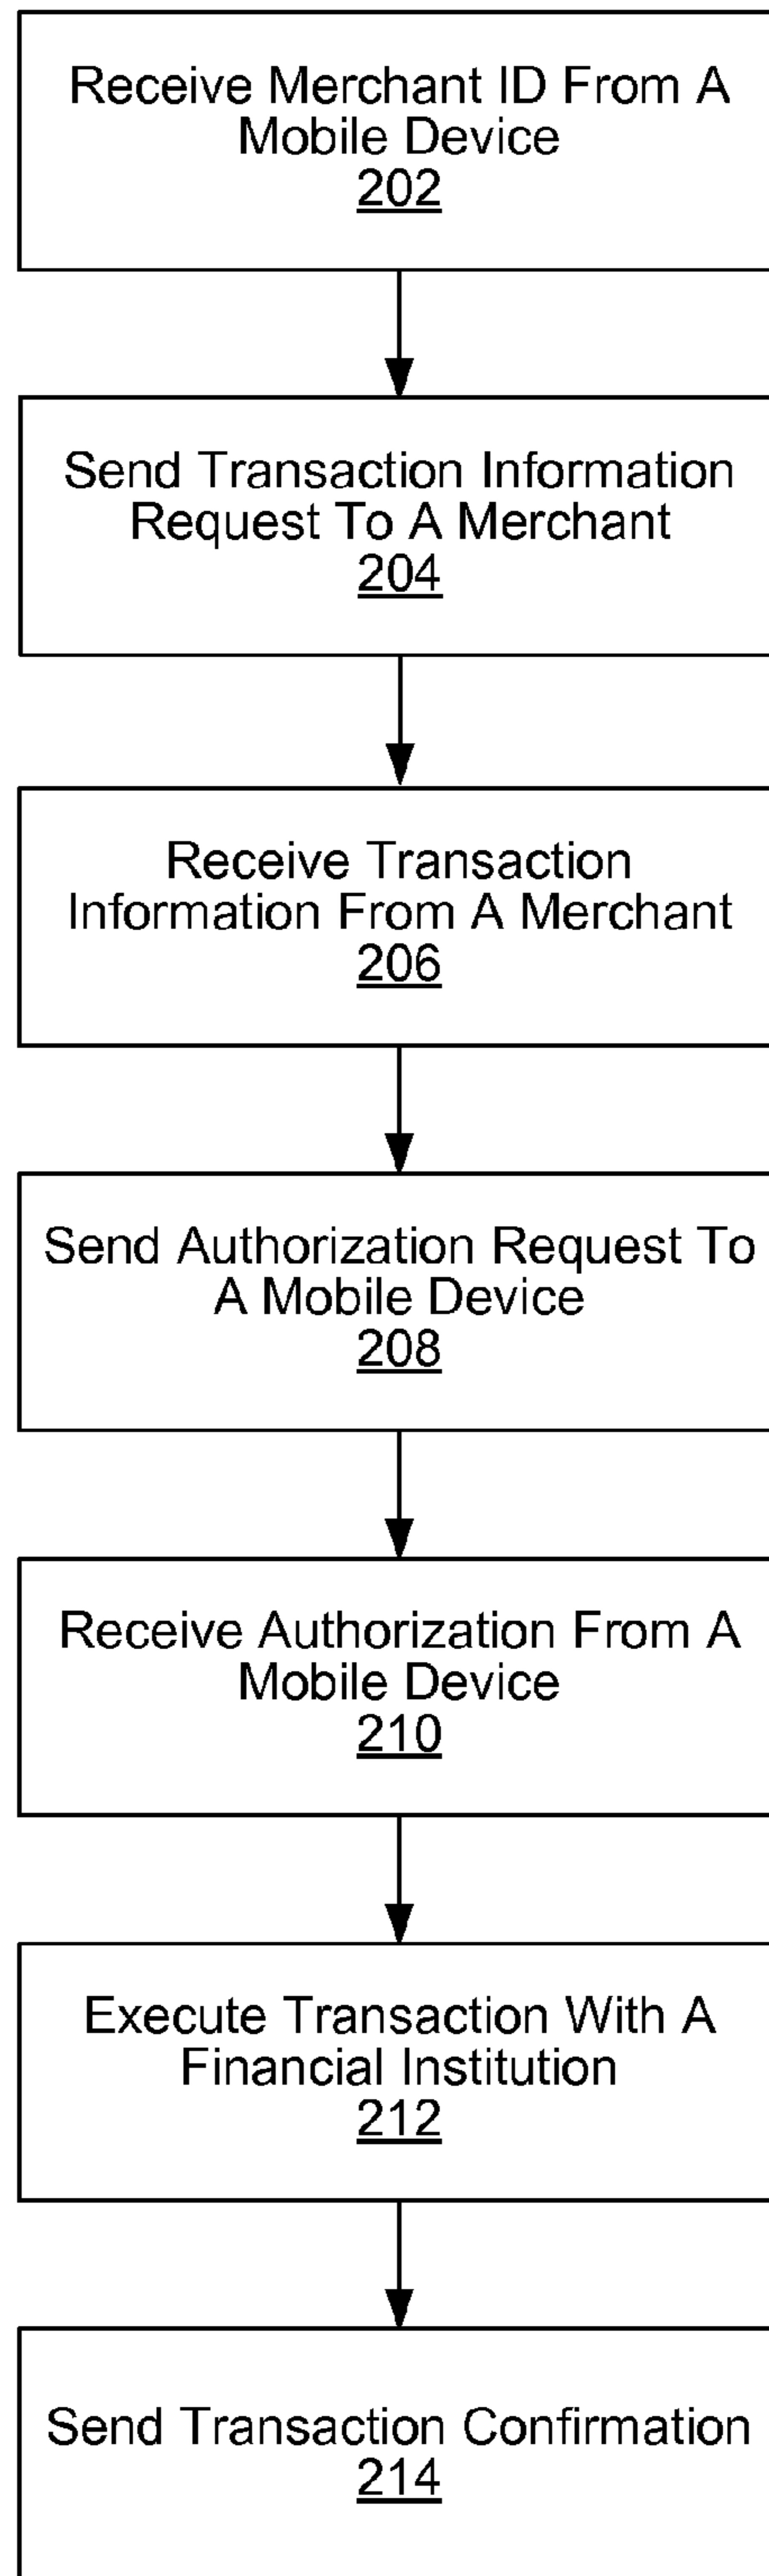 Receive Merchant ID From A
Mobile Device
202
Send Transaction Information
Request To A Merchant
204
Receive Transaction
Information From A Merchant
206
Send Authorization Request To
A Mobile Device
208
Receive Authorization From A
Mobile Device
210
Execute Transaction With A
Financial Institution
212
Send Transaction Confirmation
214